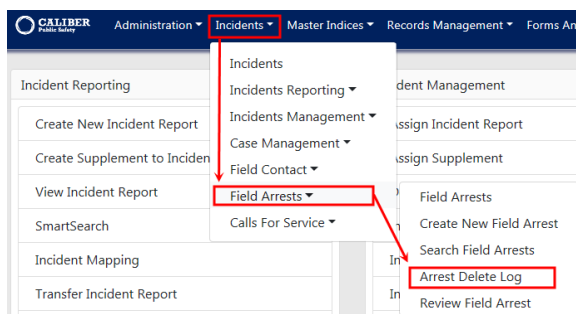 CALIBER
Public Safety
Administration Incidents Master Indices Records Management Forms An
Incident Reporting
Create New Incident Report
Create Supplement to Inciden
View Incident Report
SmartSearch
Incident Mapping
Transfer Incident Report
Incidents
Incidents Reporting
Incidents Management
Case Management
Field Contact
Field Arrests
Calls For Service
dent Management
Assign Incident Report
Assign Supplement
In
In
Field Arrests
Create New Field Arrest
Search Field Arrests
Arrest Delete Log
Review Field Arrest